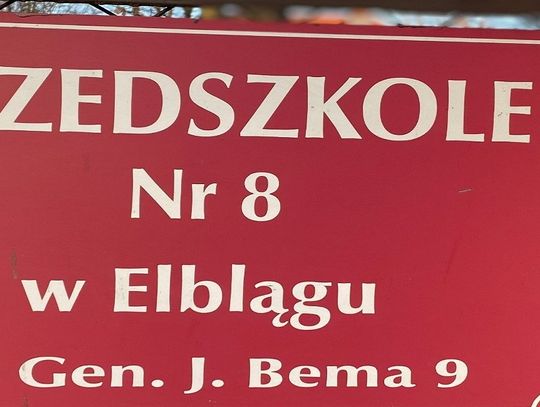 ZEDSZKOLE
Nr 8
w Elblągu
Gen. J. Bema 9